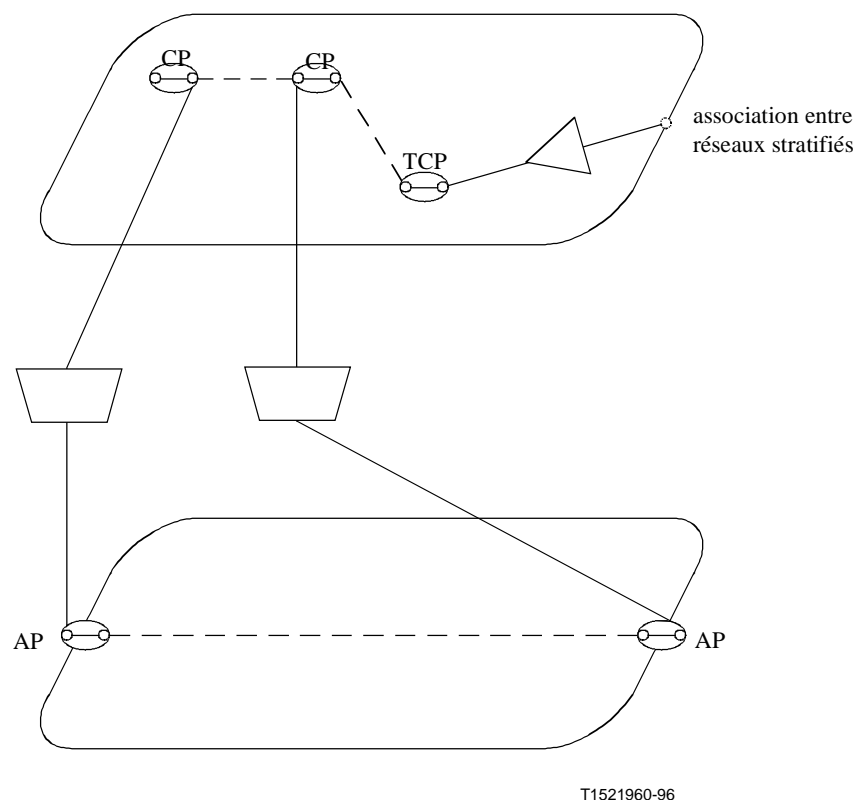 CP
CP
association entre
réseaux stratifiés
TCP
AP
AP
T1521960-96